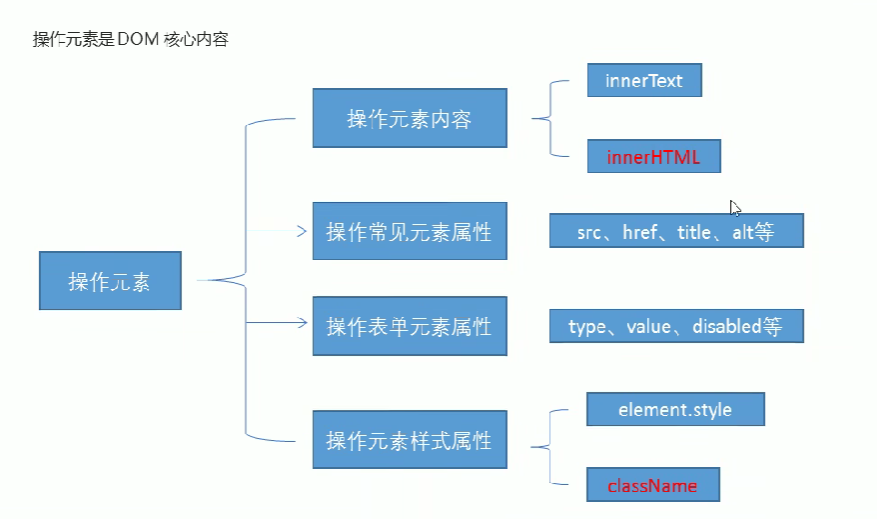 操作元素是DOM 核心内容
操作元素
操作元素内容
innerText
innerHTML
操作常见元素属性
src、href、title、alt等
操作表单元素属性
type、value、disabled等
操作元素样式属性
element.style
className